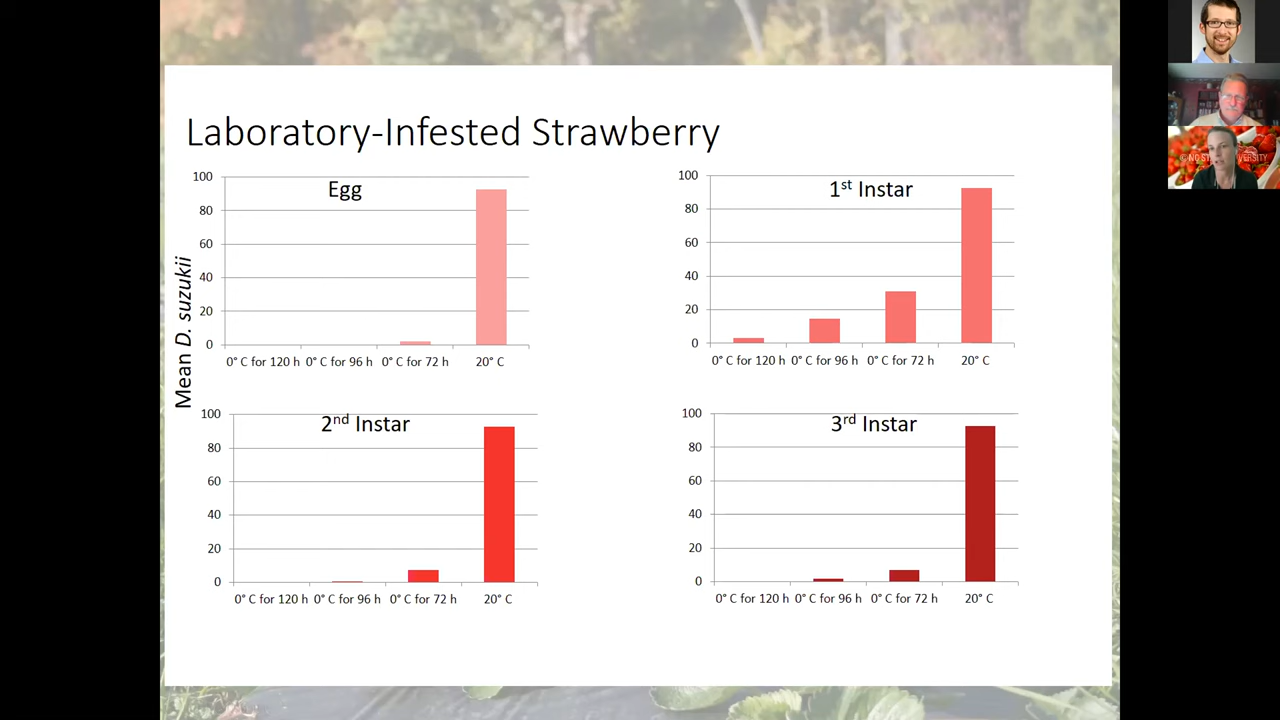 Laboratory-Infested Strawberry
Mean D. suzukii
Egg
100
80
60
40
20
0
0° C for 120 h 0° C for 96 h 0° C for 72 h 20° C
1st Instar
100
80
60
40
20
0
0° C for 120 h 0° C for 96 h 0° C for 72 h 20° C
2nd Instar
100
80
60
40
20
0
0° C for 120 h 0° C for 96 h 0° C for 72 h 20° C
3rd Instar
100
80
60
40
20
0
0° C for 120 h 0° C for 96 h 0° C for 72 h 20° C